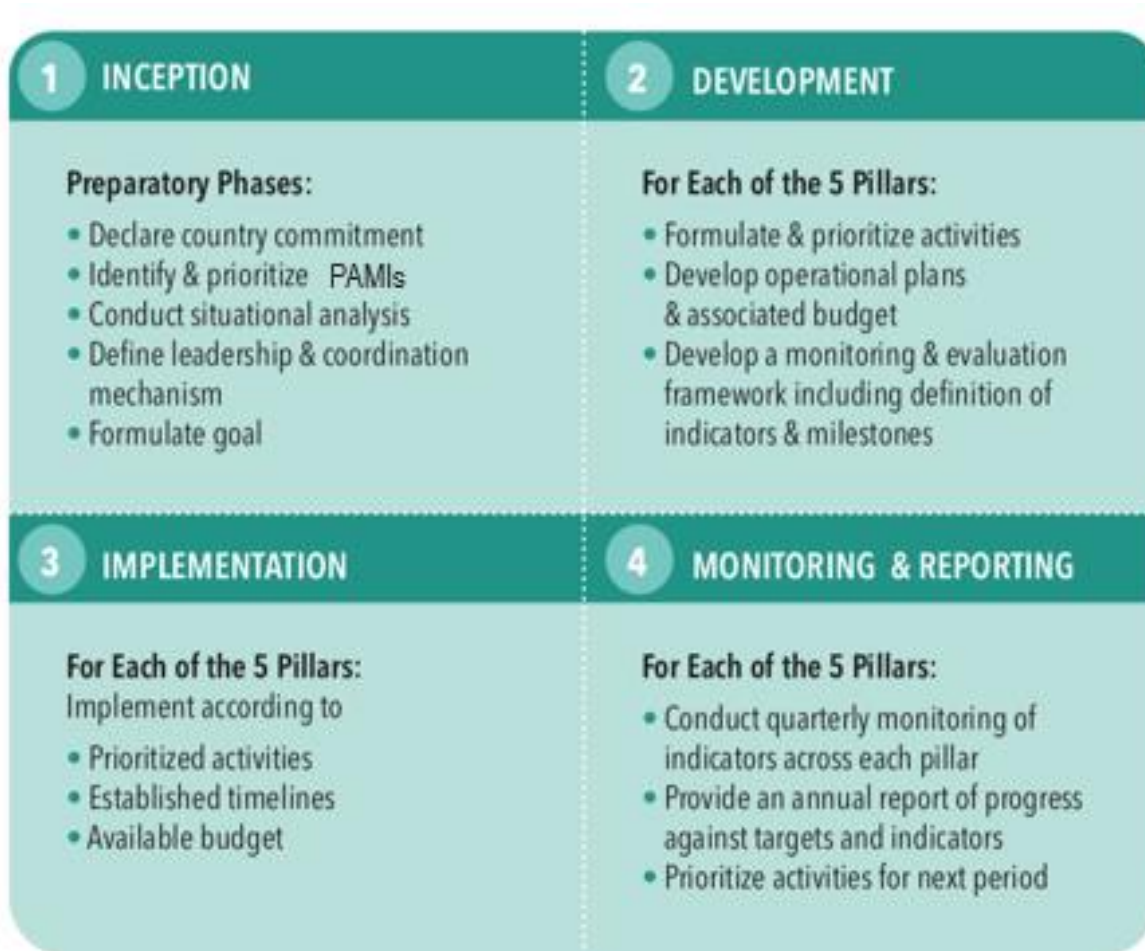 1 INCEPTION
Preparatory Phases:
• Declare country commitment
• Identify & prioritize PAMIs
• Conduct situational analysis
• Define leadership & coordination
mechanism
• Formulate goal
2 DEVELOPMENT
For Each of the 5 Pillars:
• Formulate & prioritize activities
• Develop operational plans
& associated budget
• Develop a monitoring & evaluation
framework including definition of
indicators & milestones
3 IMPLEMENTATION
For Each of the 5 Pillars:
Implement according to
• Prioritized activities
• Established timelines
• Available budget
4 MONITORING & REPORTING
For Each of the 5 Pillars:
• Conduct quarterly monitoring of
indicators across each pillar
• Provide an annual report of progress
against targets and indicators
• Prioritize activities for next period